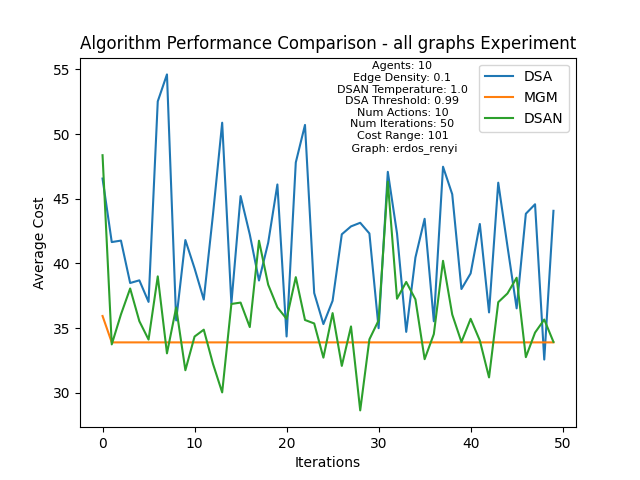 Algorithm Performance Comparison - all graphs Experiment
Agents: 10
Edge Density: 0.1
DSAN Temperature: 1.0
DSA Threshold: 0.99
Num Actions: 10
Num Iterations: 50
Cost Range: 101
Graph: erdos_renyi
DSA
MGM
DSAN
Average Cost
55
50
45
40
35
30
0
10
20
30
40
50
Iterations